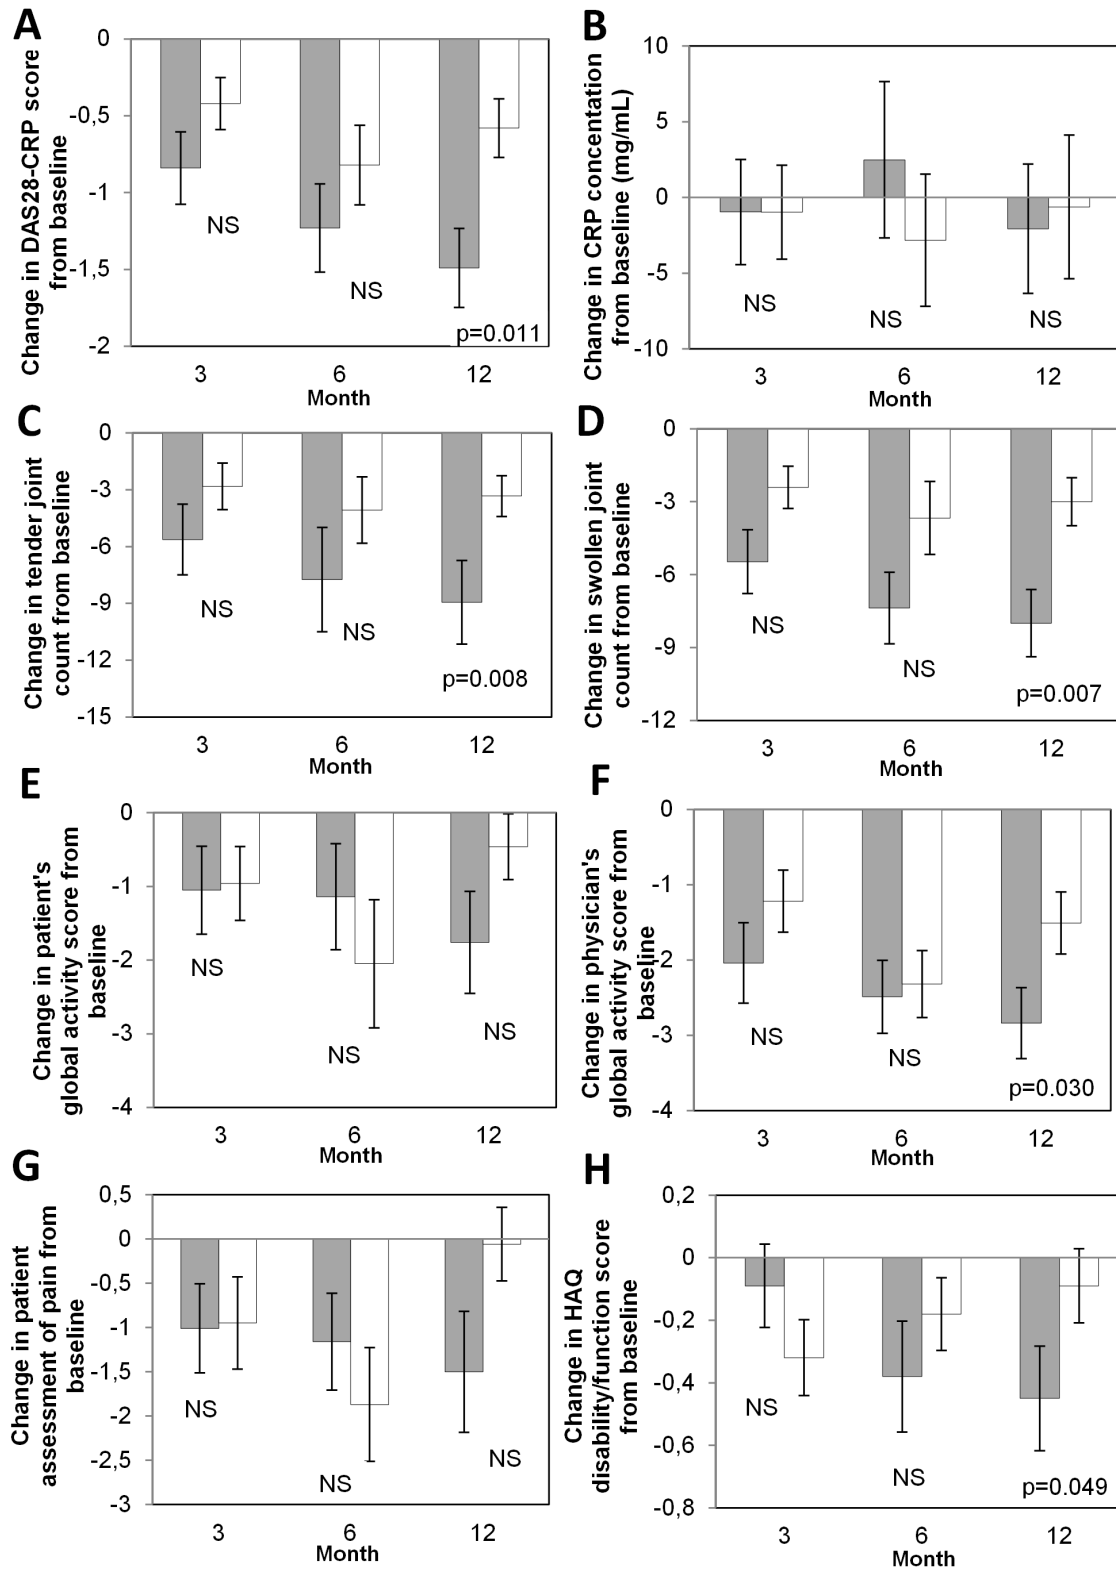 A
Change in DAS28-CRP score
from baseline
0
-0,5
-1
-1,5
-2
NS
NS
p=0.011
3
6
12
Month
B
Change in CRP concentation
from baseline (mg/mL)
10
5
0
-5
-10
NS
NS
NS
3
6
12
Month
C
Change in tender joint
count from baseline
0
-3
-6
-9
-12
-15
NS
NS
p=0.008
3
6
12
Month
D
Change in swollen joint
count from baseline
0
-3
-6
-9
-12
NS
NS
p=0.007
3
6
12
Month
E
Change in patient's
global activity score from
baseline
0
-1
-2
-3
-4
NS
NS
NS
3
6
12
Month
F
Change in physician's
global activity score from
baseline
0
-1
-2
-3
-4
NS
NS
p=0.030
3
6
12
Month
G
Change in patient
assessment of pain from
baseline
0,5
0
-0,5
-1
-1,5
-2
-2,5
-3
NS
NS
NS
3
6
12
Month
H
Change in HAQ
disability/function score
from baseline
0,2
0
-0,2
-0,4
-0,6
-0,8
NS
NS
p=0.049
3
6
12
Month